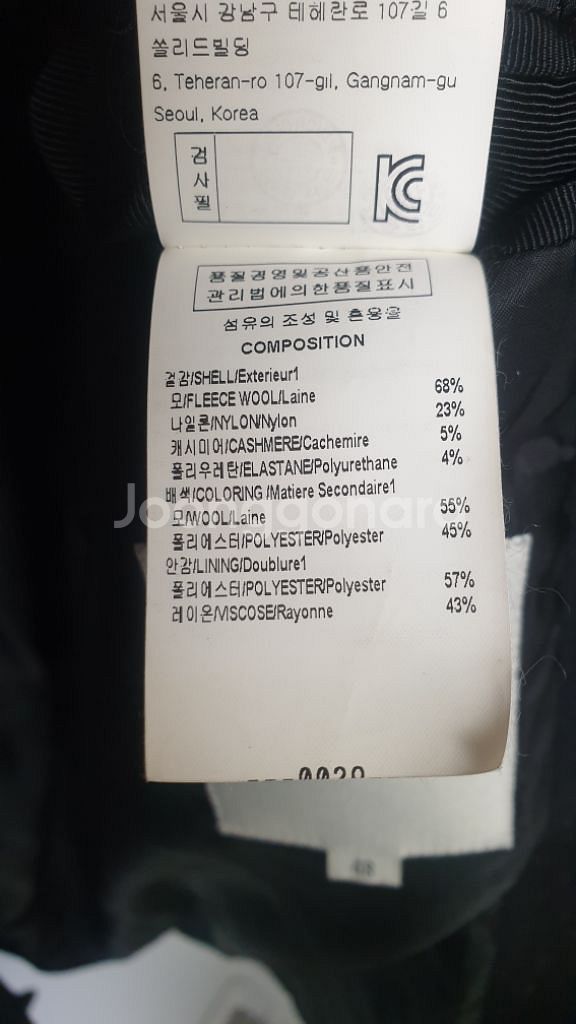 서울시 강남구 테헤란로 107길 6
쏠리드빌딩
6, Teheran-ro 107-gil, Gangnam-gu
Seoul, Korea
검사필
품질경영및공산품안전
관리법에의한품질표시
섬유의 조성 및 혼용율
COMPOSITION
겉감/SHELL/Exterieur1
모/FLEECE WOOL/Laine 68%
나일론/NYLON/Nylon 23%
캐시미어/CASHMERE/Cachemire 5%
폴리우레탄/ELASTANE/Polyurethane 4%
배색/COLORING /Matiere Secondaire1
모/WOOL/Laine 55%
폴리에스터/POLYESTER/Polyester 45%
안감/LINING/Doublure1
폴리에스터/POLYESTER/Polyester 57%
레이온/VISCOSE/Rayonne 43%